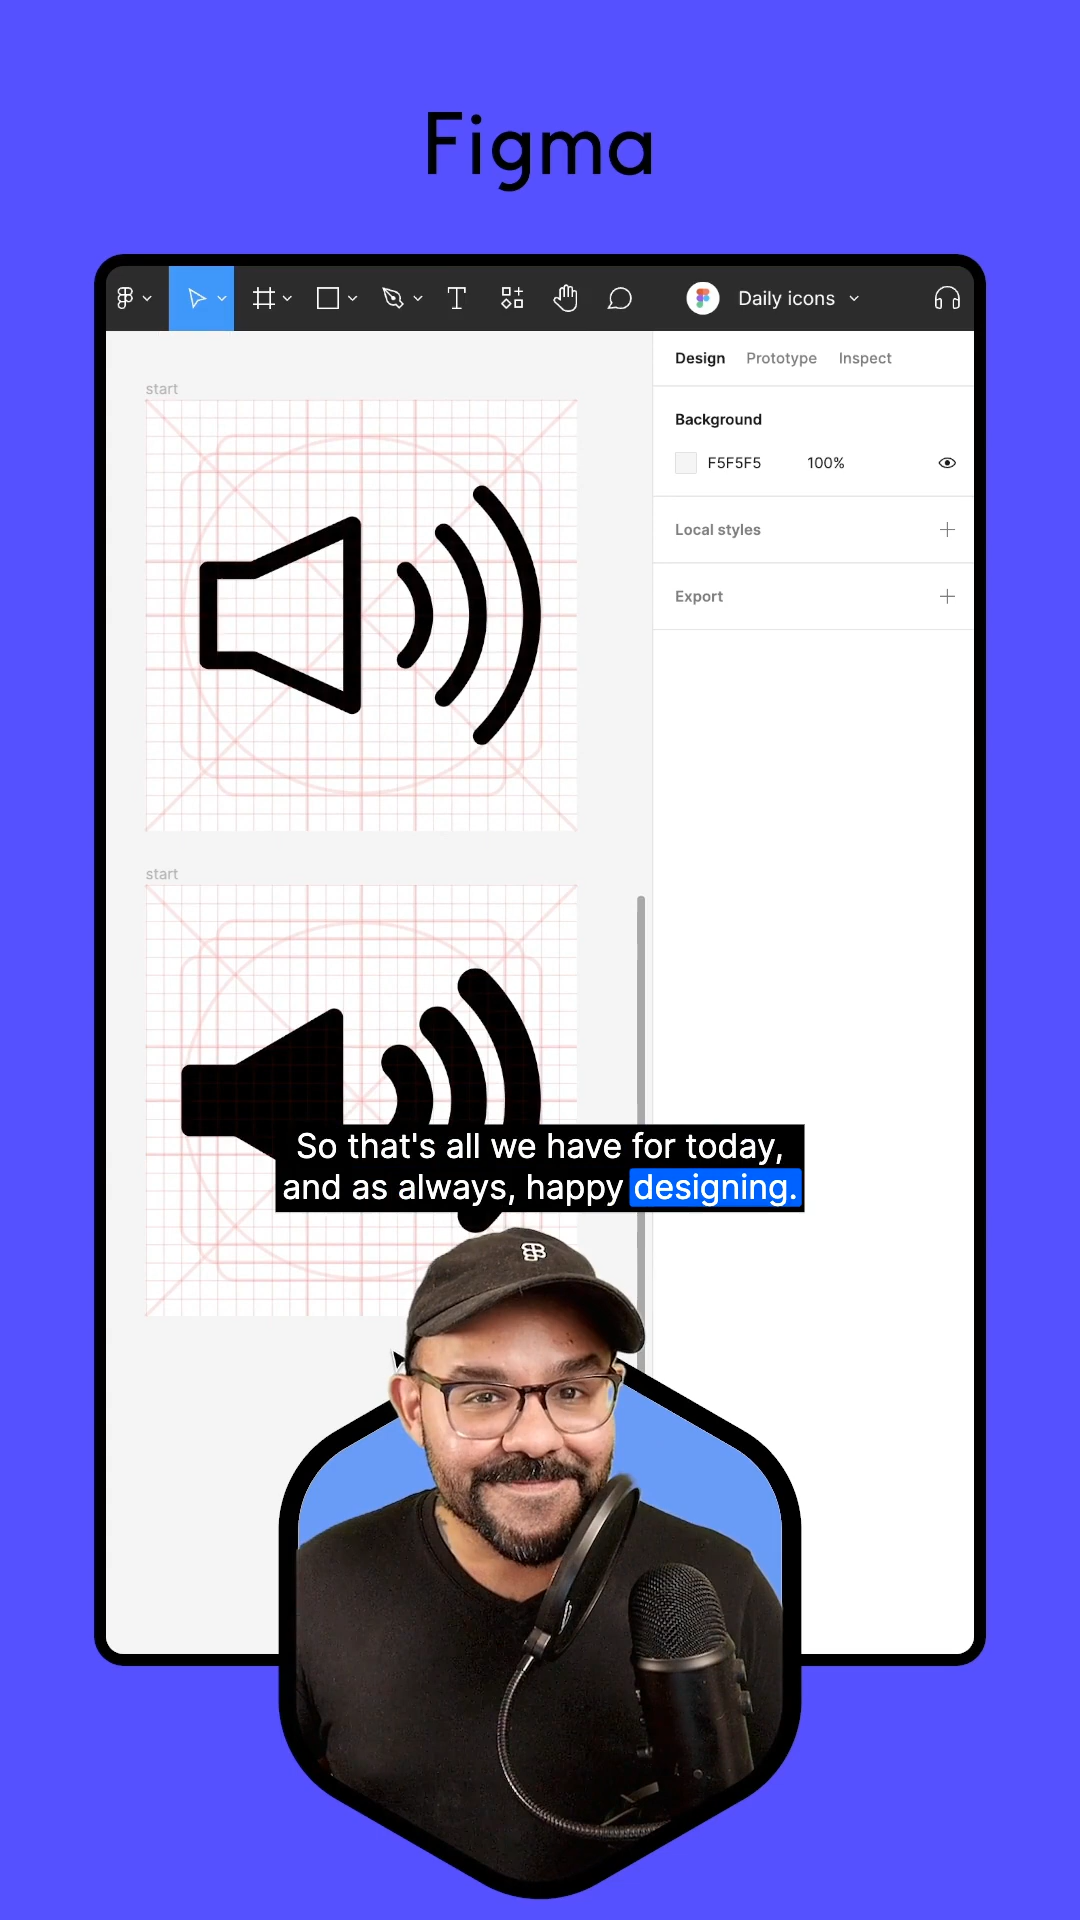 Figma
Daily icons
Design Prototype Inspect
start
Background
F5F5F5 100%
Local styles
Export
start
So that's all we have for today,
and as always, happy designing.